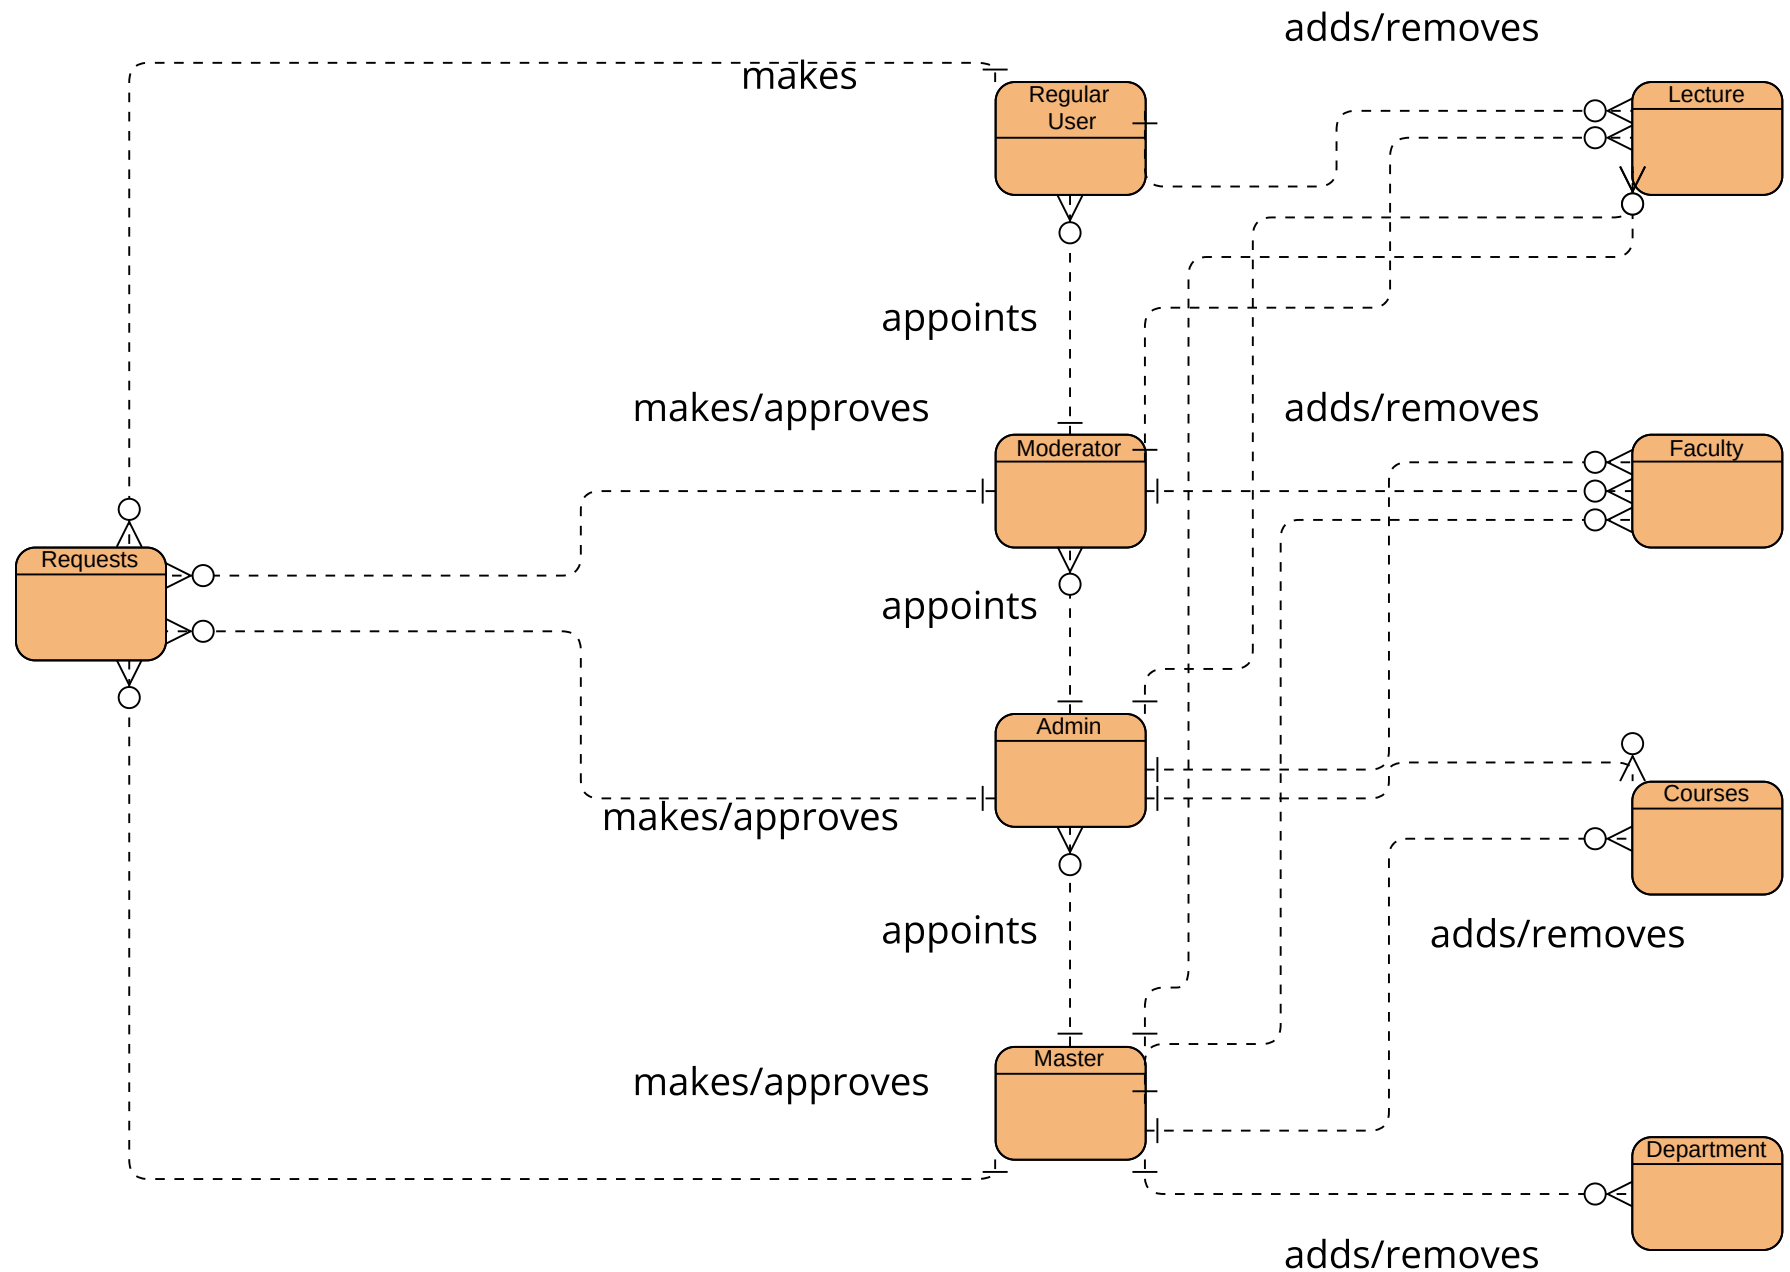 adds/removes
makes
Regular
User
Lecture
appoints
makes/approves
adds/removes
Moderator
Faculty
Requests
appoints
Admin
Courses
makes/approves
appoints
adds/removes
Master
makes/approves
Department
adds/removes